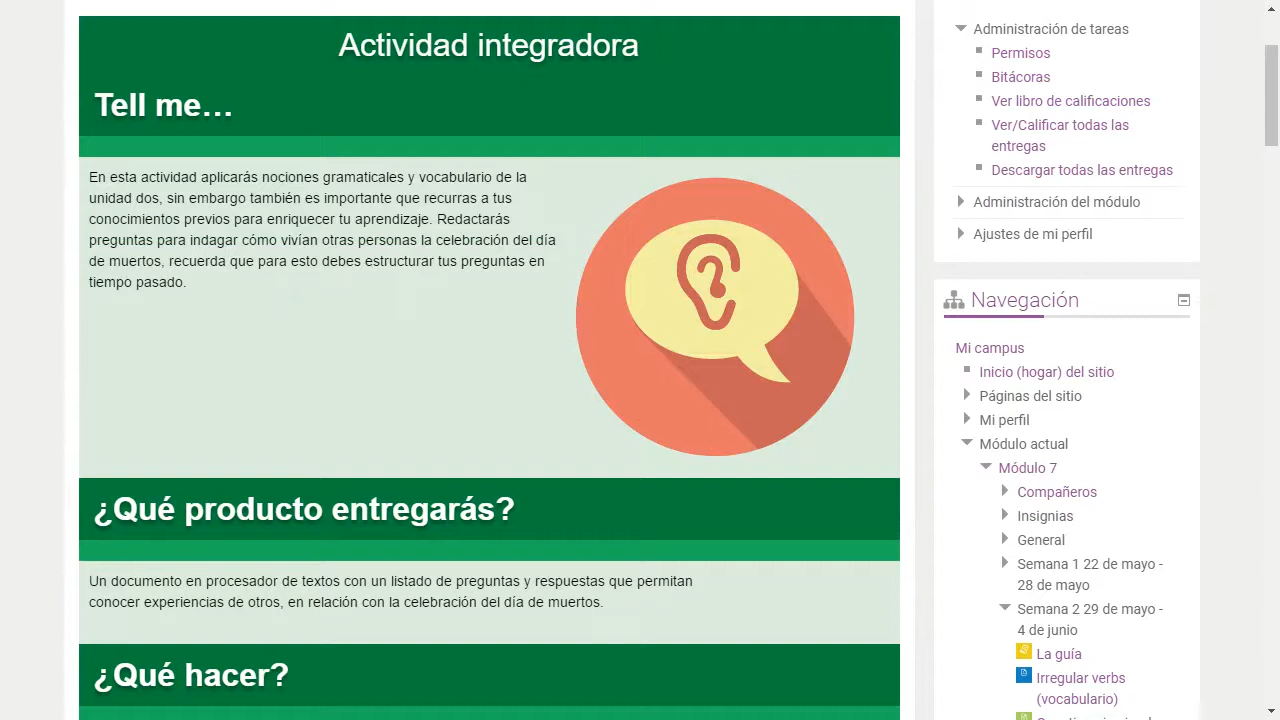 Actividad integradora
Tell me...
En esta actividad aplicarás nociones gramaticales y vocabulario de la
unidad dos, sin embargo también es importante que recurras a tus
conocimientos previos para enriquecer tu aprendizaje. Redactarás
preguntas para indagar cómo vivían otras personas la celebración del día
de muertos, recuerda que para esto debes estructurar tus preguntas en
tiempo pasado.
¿Qué producto entregarás?
Un documento en procesador de textos con un listado de preguntas y respuestas que permitan
conocer experiencias de otros, en relación con la celebración del día de muertos.
¿Qué hacer?
Administración de tareas
Permisos
Bitácoras
Ver libro de calificaciones
Ver/Calificar todas las
entregas
Descargar todas las entregas
Administración del módulo
Ajustes de mi perfil
Navegación
Mi campus
Inicio (hogar) del sitio
Páginas del sitio
Mi perfil
Módulo actual
Módulo 7
Compañeros
Insignias
General
Semana 1 22 de mayo -
28 de mayo
Semana 2 29 de mayo -
4 de junio
La guía
Irregular verbs
(vocabulario)